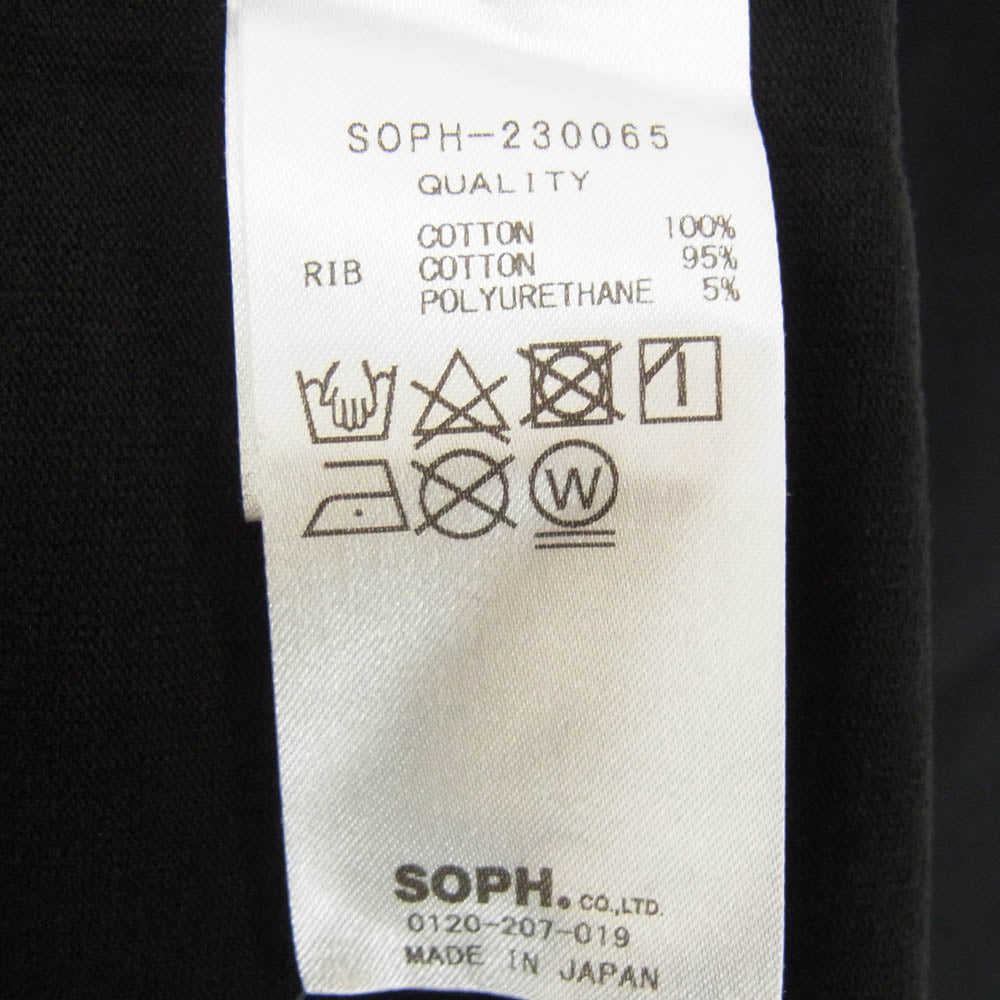 SOPH-230065
QUALITY
COTTON 100%
RIB COTTON 95%
POLYURETHANE 5%
W
SOPH. CO.,LTD.
0120-207-019
MADE IN JAPAN